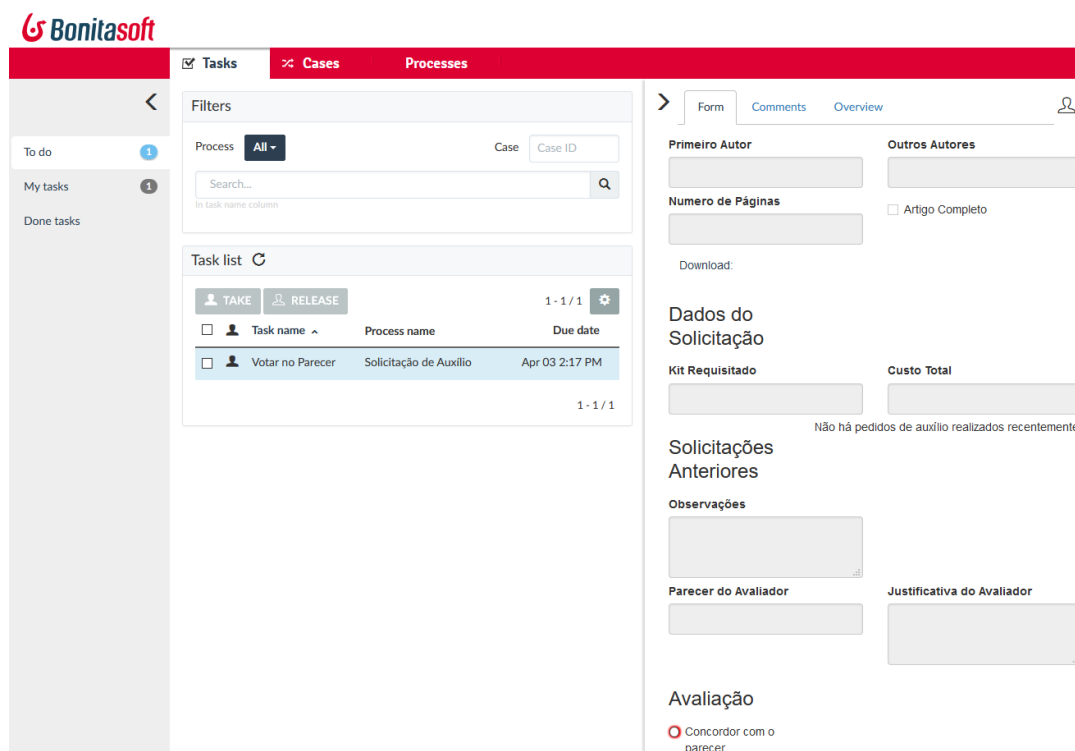 Bonitasoft
Tasks Cases Processes
To do 1
My tasks 1
Done tasks
Filters
Process All Case Case ID
Search...
In task name column
Task list
TAKE RELEASE 1 - 1 / 1
Task name Process name Due date
Votar no Parecer Solicitação de Auxílio Apr 03 2:17 PM
1 - 1 / 1
Form Comments Overview
Primeiro Autor Outros Autores
Numero de Páginas
Artigo Completo
Download:
Dados do
Solicitação
Kit Requisitado Custo Total
Não há pedidos de auxílio realizados recentemente
Solicitações
Anteriores
Observações
Parecer do Avaliador Justificativa do Avaliador
Avaliação
Concordor com o
parecer